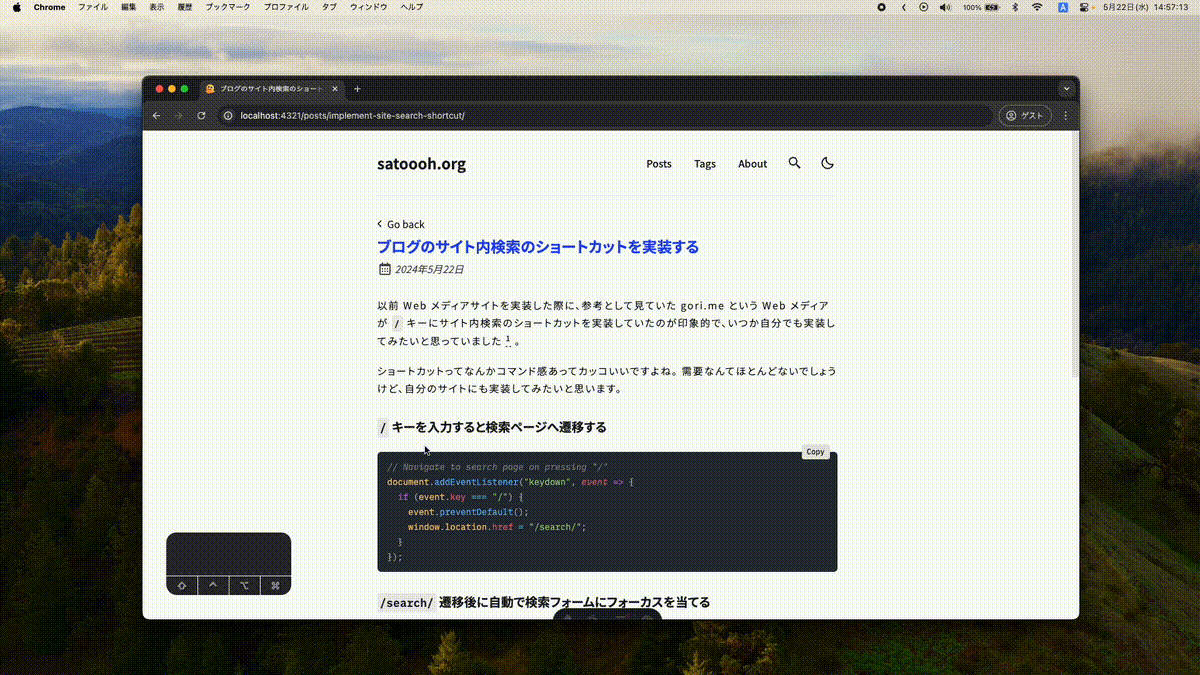 Chrome ファイル 編集 表示 履歴 ブックマーク プロファイル タブ ウィンドウ ヘルプ 100% A 5月22日(水) 14:57:13
ブログのサイト内検索のショート
localhost:4321/posts/implement-site-search-shortcut/ ゲスト
satoooh.org Posts Tags About
Go back
ブログのサイト内検索のショートカットを実装する
2024年5月22日
以前 Web メディアサイトを実装した際に、参考として見ていた gori.me という Web メディア
が / キーにサイト内検索のショートカットを実装していたのが印象的で、いつか自分でも実装し
てみたいと思っていました 1 。
ショートカットってなんかコマンド感あってカッコいいですよね。需要なんてほとんどないでしょう
けど、自分のサイトにも実装してみたいと思います。
/ キーを入力すると検索ページへ遷移する
Copy
// Navigate to search page on pressing "/"
document.addEventListener("keydown", event => {
if (event.key === "/") {
event.preventDefault();
window.location.href = "/search/";
}
});
/search/ 遷移後に自動で検索フォームにフォーカスを当てる